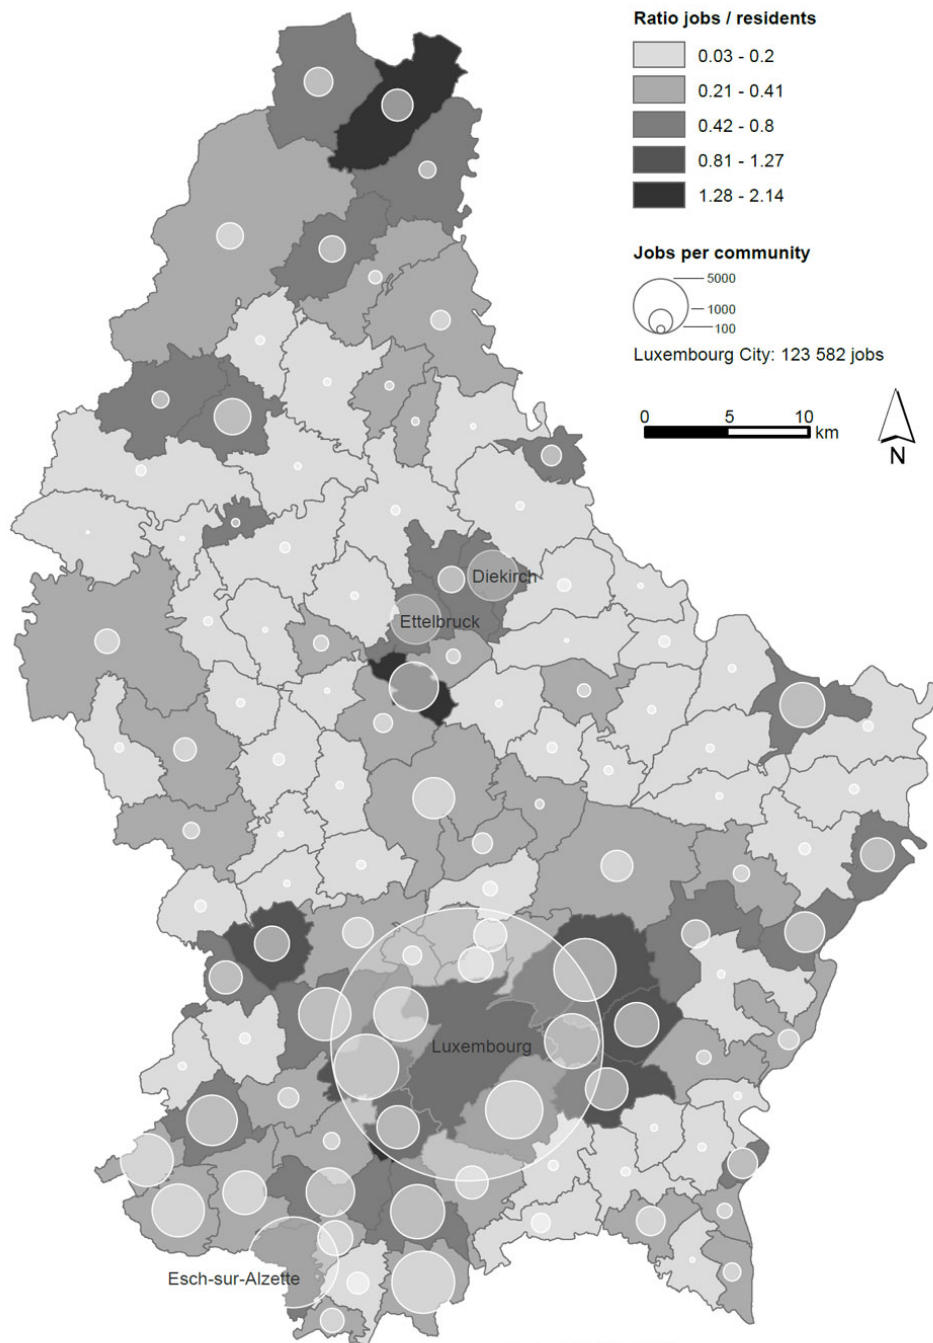 Ratio jobs / residents
0.03 - 0.2
0.21 - 0.41
0.42 - 0.8
0.81 - 1.27
1.28 - 2.14
Jobs per community
5000
1000
100
Luxembourg City: 123 582 jobs
0 5 10
km
N
Diekirch
Ettelbruck
Luxembourg
Esch-sur-Alzette